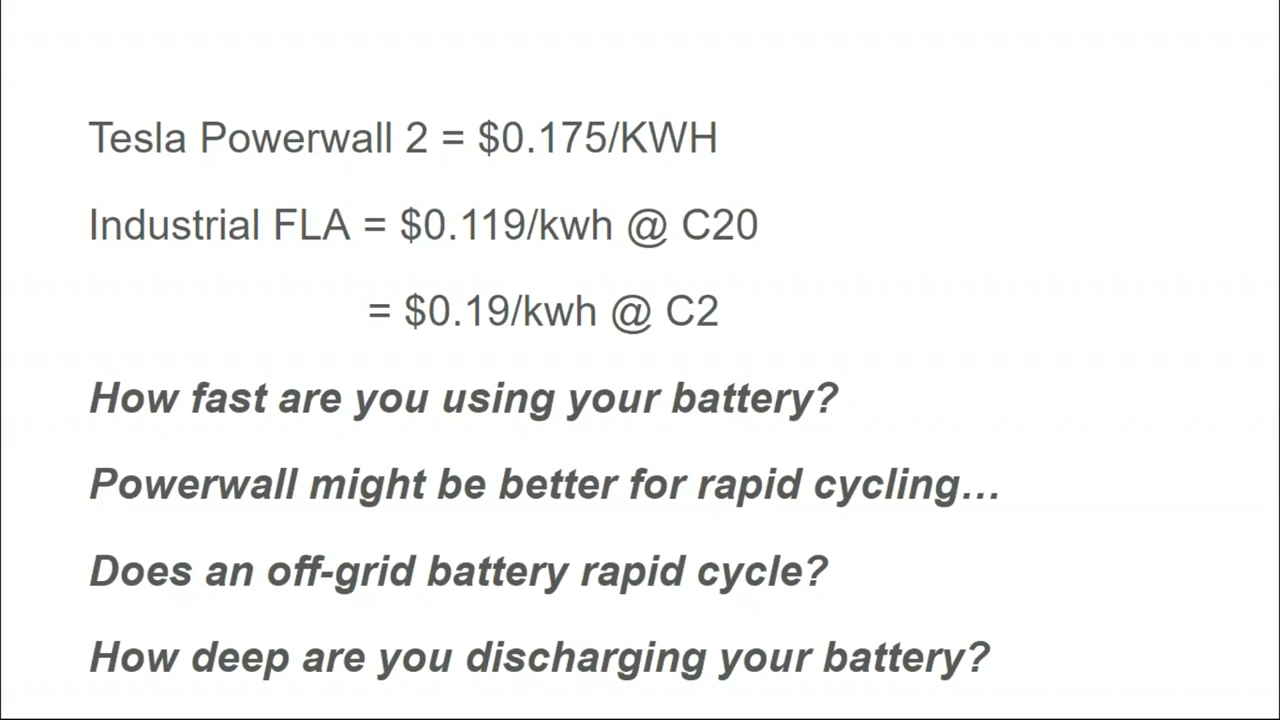 Tesla Powerwall 2 = $0.175/KWH
Industrial FLA = $0.119/kwh @ C20
= $0.19/kwh @ C2
How fast are you using your battery?
Powerwall might be better for rapid cycling…
Does an off-grid battery rapid cycle?
How deep are you discharging your battery?